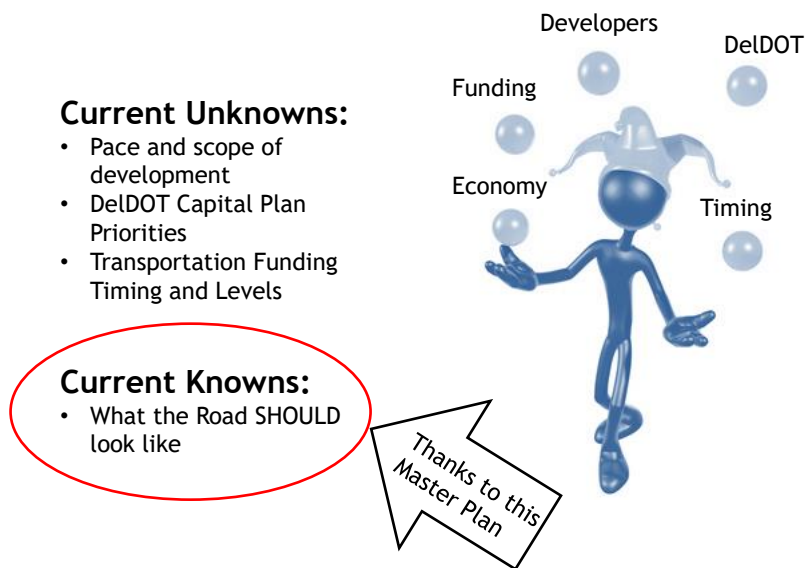 Developers
DelDOT
Funding
Current Unknowns:
• Pace and scope of
development
• DelDOT Capital Plan
Priorities
• Transportation Funding
Timing and Levels
Economy
Timing
Current Knowns:
• What the Road SHOULD
look like
Thanks to this
Master Plan